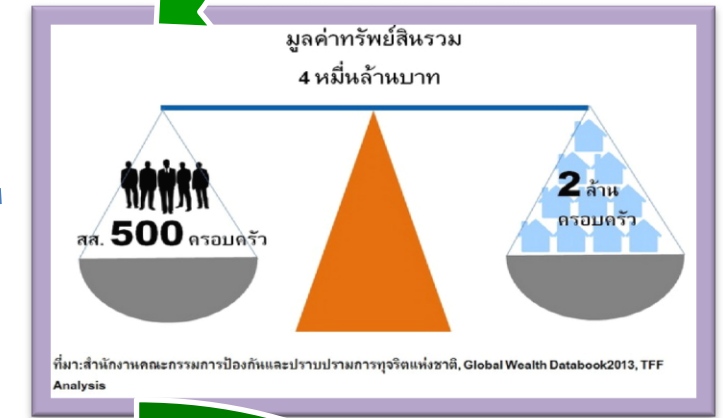 มูลค่าทรัพย์สินรวม
4 หมื่นล้านบาท
สส. 500 ครอบครัว
2 ล้าน
ครอบครัว
ที่มา:สำนักงานคณะกรรมการป้องกันและปราบปรามการทุจริตแห่งชาติ, Global Wealth Databook2013, TFF
Analysis